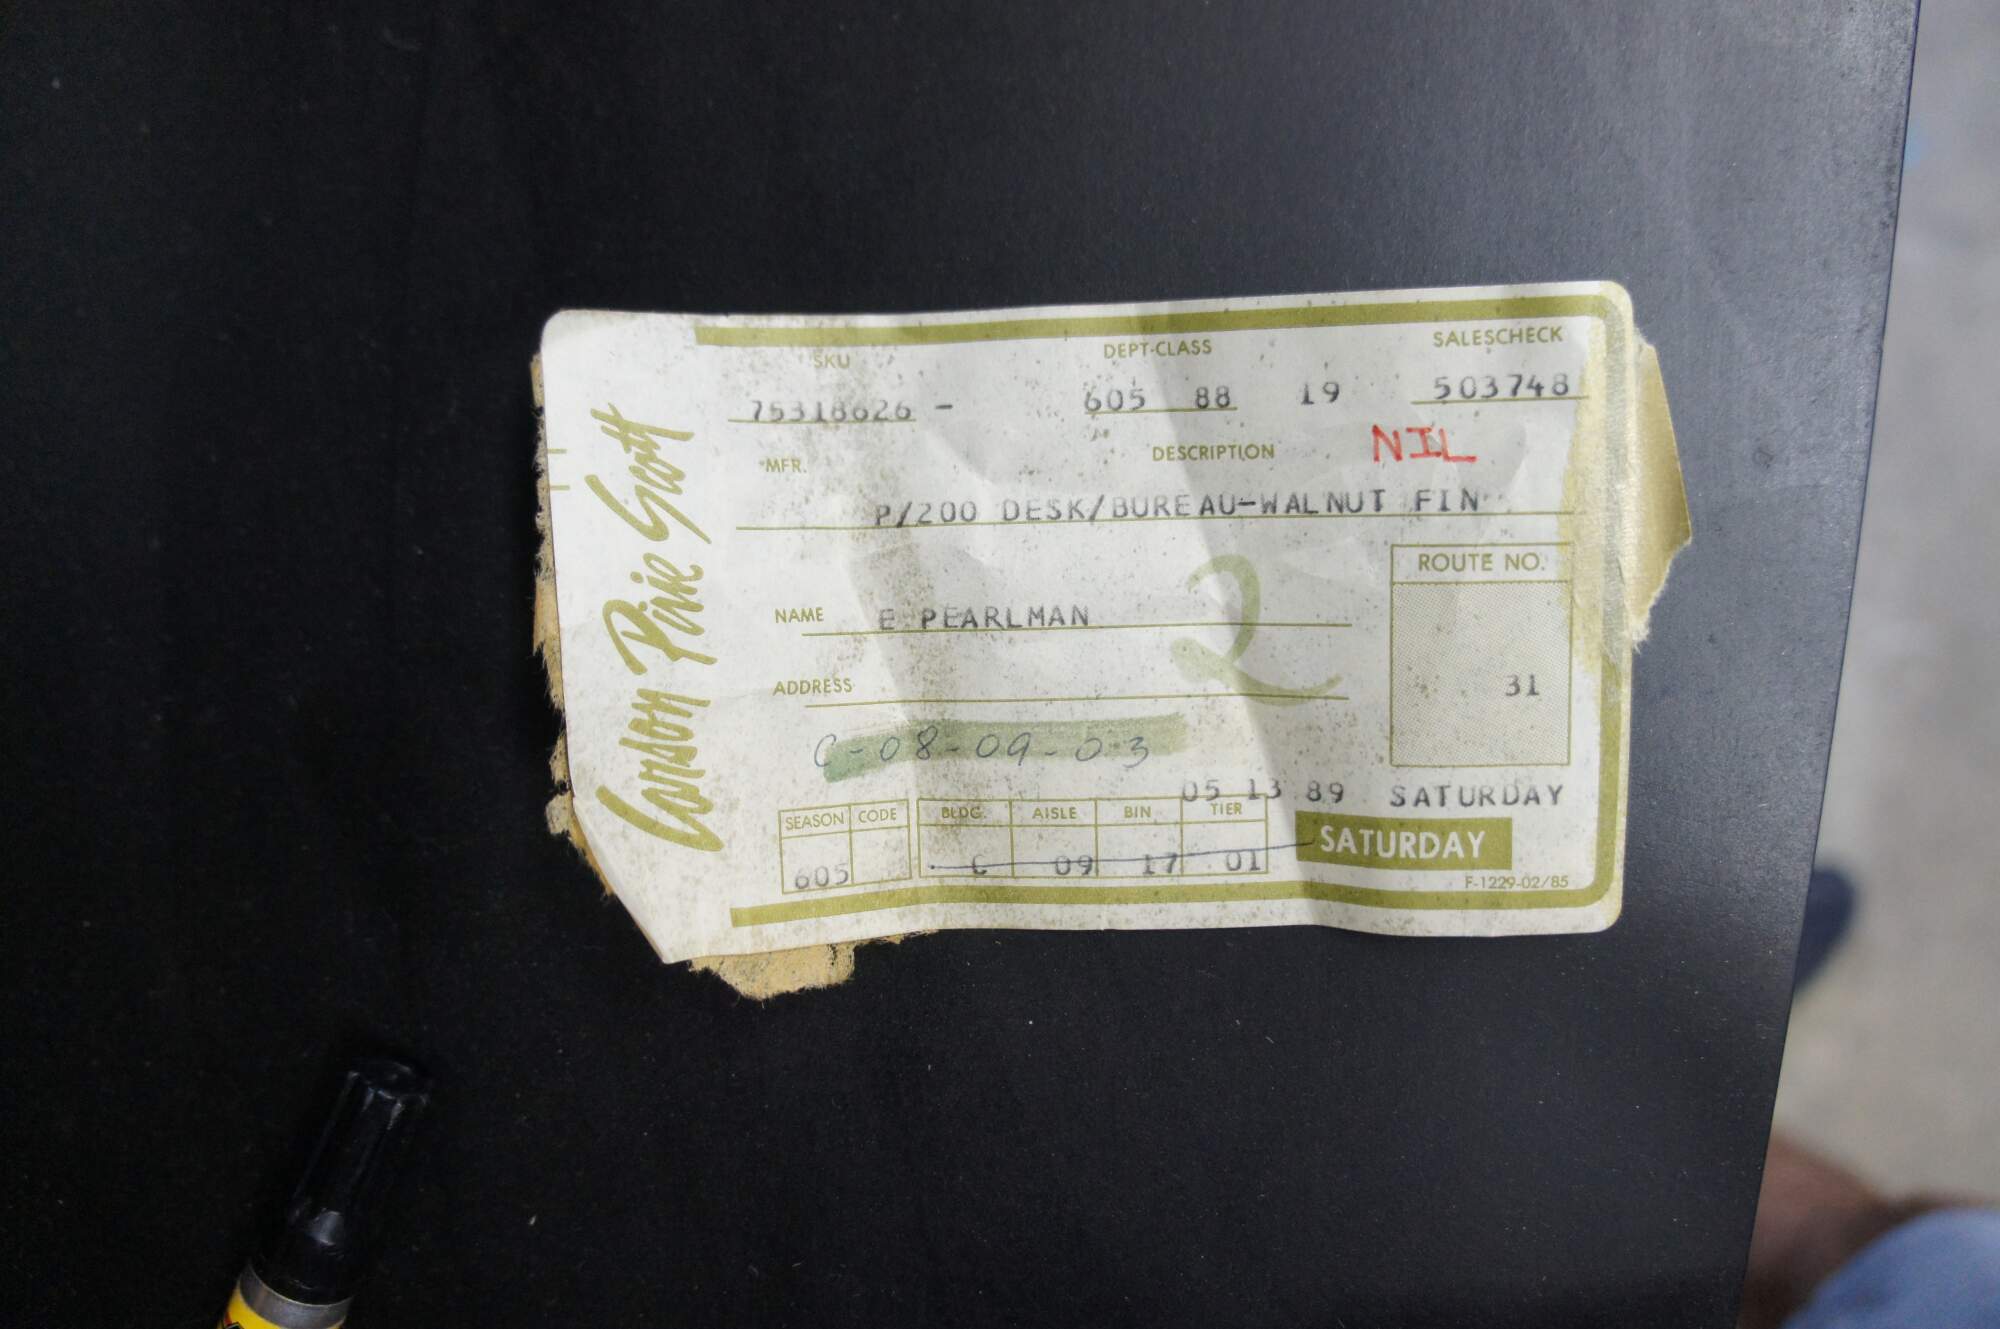 Carson Pirie Scott
SKU DEPT-CLASS SALESCHECK
75318626 - 605 88 19 503748
MFR. DESCRIPTION NIL
P/200 DESK/BUREAU-WALNUT FIN
ROUTE NO.
31
NAME E PEARLMAN
2
ADDRESS
C-08-09-03
05 13 89 SATURDAY
SEASON CODE BLDG. AISLE BIN TIER
605 C 09 17 01
SATURDAY
F-1229-02/85